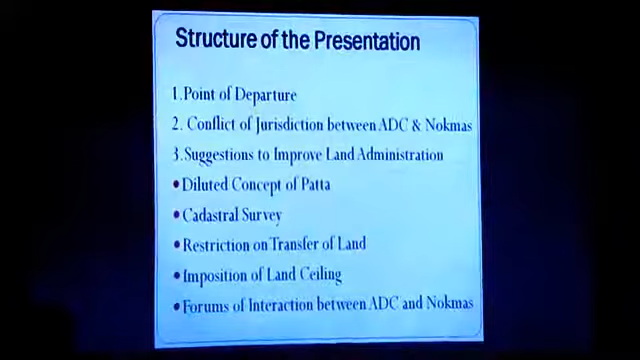 Structure of the Presentation
1.Point of Departure
2. Conflict of Jurisdiction between ADC & Nokmas
3.Suggestions to Improve Land Administration
•Diluted Concept of Patta
•Cadastral Survey
•Restriction on Transfer of Land
•Imposition of Land Ceiling
•Forums of Interaction between ADC and Nokmas